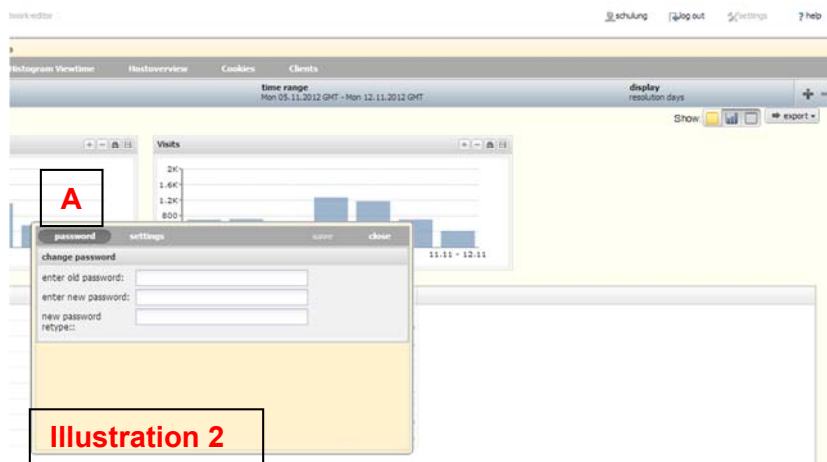 twork editor
schulung log out settings ? help
Histogram Viewtime Hostoverview Cookies Clients
time range display
Mon 05.11.2012 GMT - Mon 12.11.2012 GMT resolution days
Show: export
Visits
2K
1.6K
1.2K
800
A
password settings save close
11.11 - 12.11
change password
enter old password:
enter new password:
new password
retype::
Illustration 2